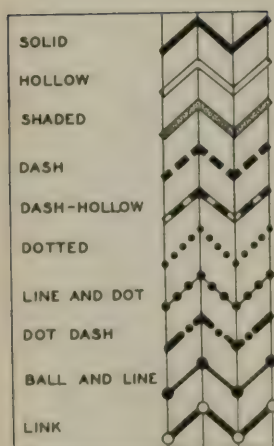 SOLID
HOLLOW
SHADED
DASH
DASH-HOLLOW
DOTTED
LINE AND DOT
DOT DASH
BALL AND LINE
LINK